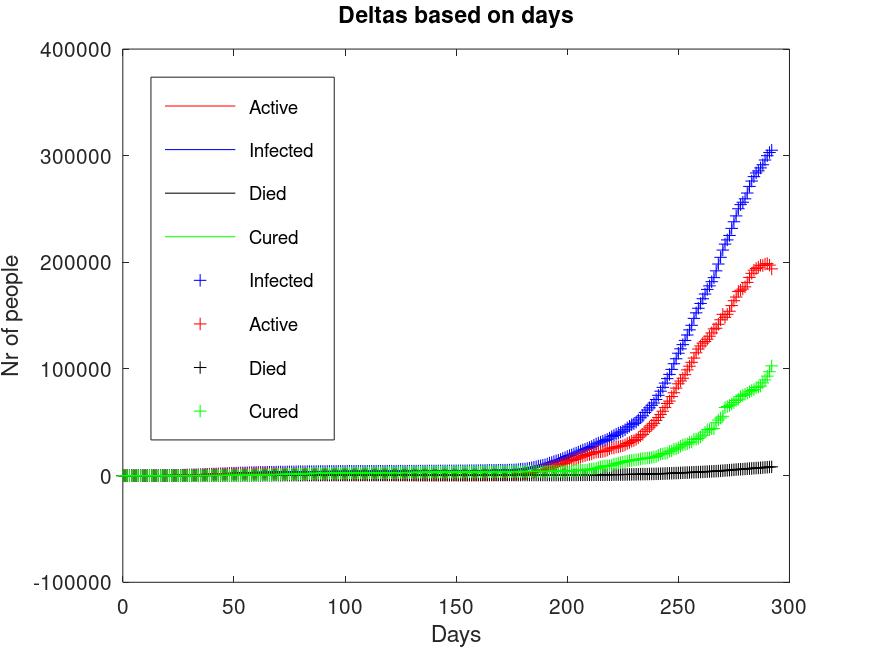 Deltas based on days
400000
300000
200000
100000
0
-100000
Nr of people
Active
Infected
Died
Cured
Infected
Active
Died
Cured
0 50 100 150 200 250 300
Days